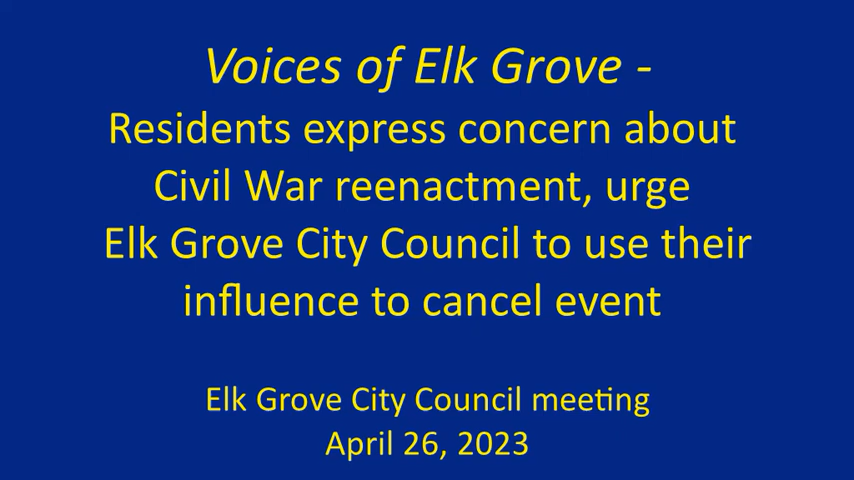 Voices of Elk Grove -
Residents express concern about
Civil War reenactment, urge
Elk Grove City Council to use their
influence to cancel event
Elk Grove City Council meeting
April 26, 2023